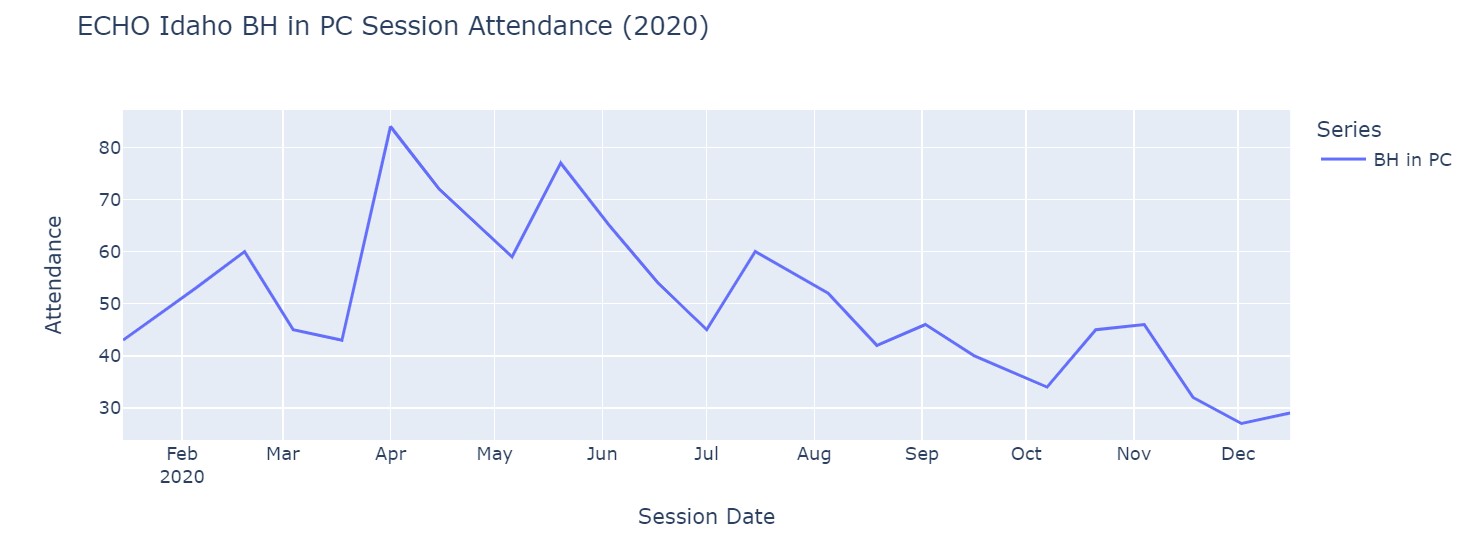 ECHO Idaho BH in PC Session Attendance (2020)
Series
BH in PC
Attendance
80
70
60
50
40
30
Feb Mar Apr May Jun Jul Aug Sep Oct Nov Dec
2020
Session Date